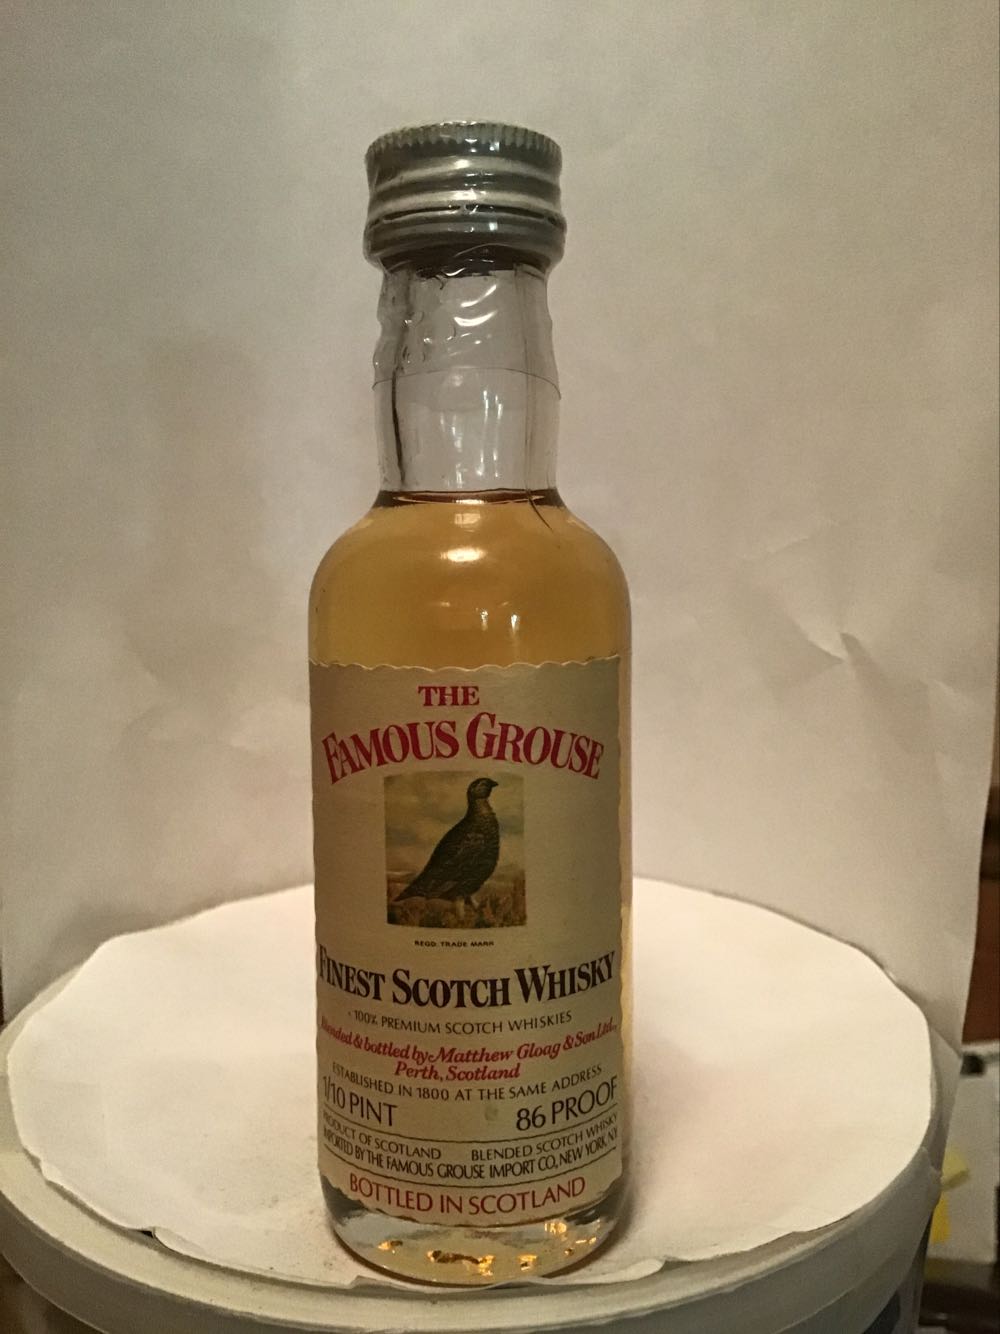 THE
FAMOUS GROUSE
REGD. TRADE MARK
FINEST SCOTCH WHISKY
100% PREMIUM SCOTCH WHISKIES
Blended & bottled by Matthew Gloag & Son Ltd.,
Perth, Scotland
ESTABLISHED IN 1800 AT THE SAME ADDRESS
1/10 PINT 86 PROOF
PRODUCT OF SCOTLAND BLENDED SCOTCH WHISKY
IMPORTED BY THE FAMOUS GROUSE IMPORT CO., NEW YORK, NY
BOTTLED IN SCOTLAND